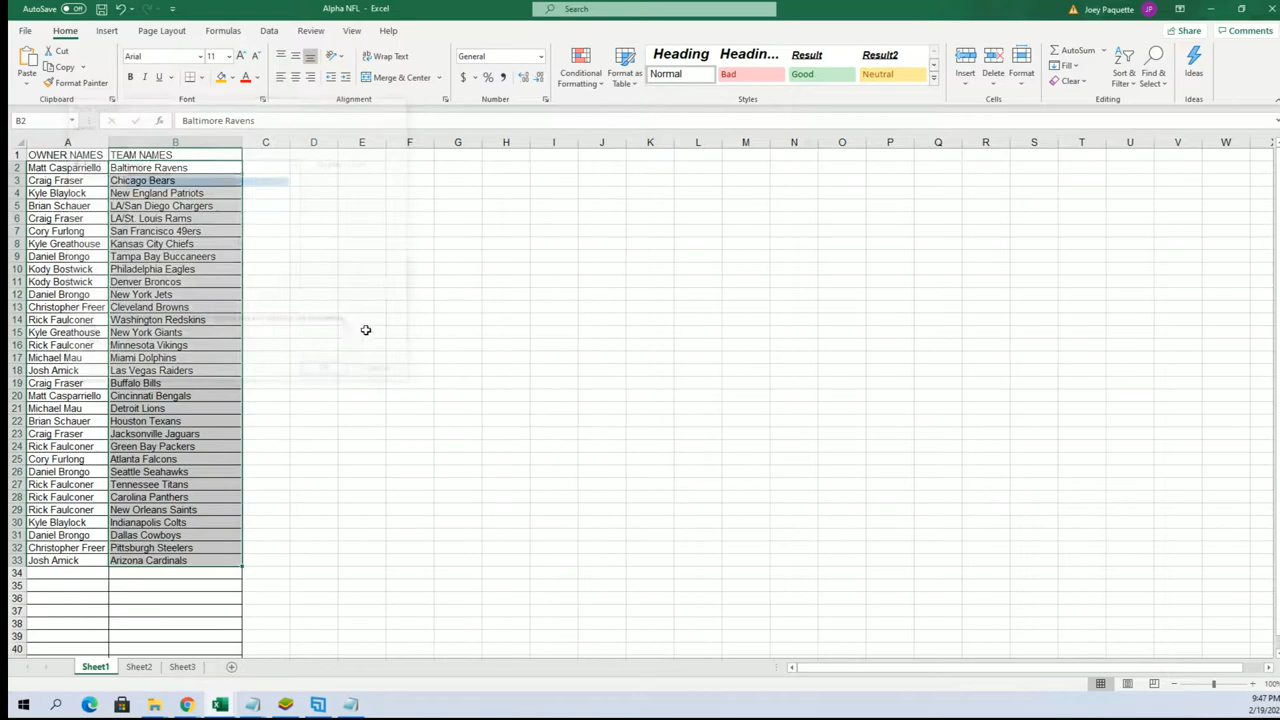 AutoSave Off Alpha NFL - Excel Search Joey Paquette JP
File Home Insert Page Layout Formulas Data Review View Help Share Comments
Paste Cut Copy Format Painter
Arial 11 A A Wrap Text General
B I U A Merge & Center $ % 9
Conditional Formatting Format as Table
Heading Headin... Result Result2
Normal Bad Good Neutral
Insert Delete Format
AutoSum Fill Clear
Sort & Filter Find & Select Ideas
Clipboard Font Alignment Number Styles Cells Editing Ideas
B2 fx Baltimore Ravens
A B C D E F G H I J K L M N O P Q R S T U V W
1 OWNER NAMES TEAM NAMES
2 Matt Casparriello Baltimore Ravens
3 Craig Fraser Chicago Bears
4 Kyle Blaylock New England Patriots
5 Brian Schauer LA/San Diego Chargers
6 Craig Fraser LA/St. Louis Rams
7 Cory Furlong San Francisco 49ers
8 Kyle Greathouse Kansas City Chiefs
9 Daniel Brongo Tampa Bay Buccaneers
10 Kody Bostwick Philadelphia Eagles
11 Kody Bostwick Denver Broncos
12 Daniel Brongo New York Jets
13 Christopher Freer Cleveland Browns
14 Rick Faulconer Washington Redskins
15 Kyle Greathouse New York Giants
16 Rick Faulconer Minnesota Vikings
17 Michael Mau Miami Dolphins
18 Josh Amick Las Vegas Raiders
19 Craig Fraser Buffalo Bills
20 Matt Casparriello Cincinnati Bengals
21 Michael Mau Detroit Lions
22 Brian Schauer Houston Texans
23 Craig Fraser Jacksonville Jaguars
24 Rick Faulconer Green Bay Packers
25 Cory Furlong Atlanta Falcons
26 Daniel Brongo Seattle Seahawks
27 Rick Faulconer Tennessee Titans
28 Rick Faulconer Carolina Panthers
29 Rick Faulconer New Orleans Saints
30 Kyle Blaylock Indianapolis Colts
31 Daniel Brongo Dallas Cowboys
32 Christopher Freer Pittsburgh Steelers
33 Josh Amick Arizona Cardinals
34
35
36
37
38
39
40
Sheet1 Sheet2 Sheet3
100%
9:47 PM
2/19/202